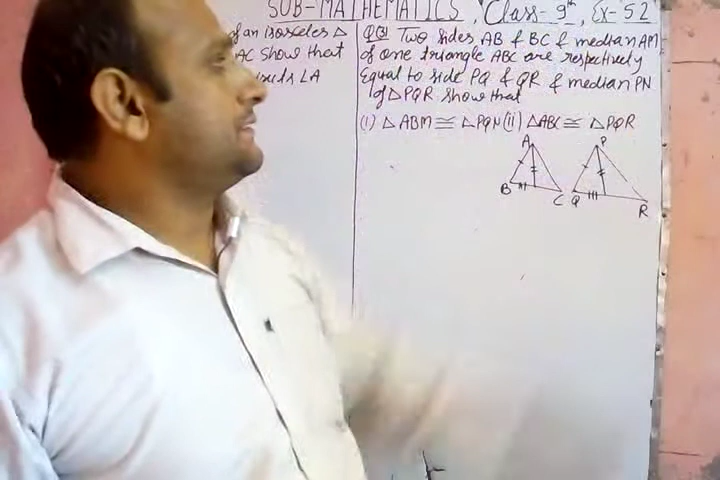 SUB-MATHEMATICS, Class-9th, Ex-5.2
of an isosceles Δ
AC Show that
∠A
Q3 Two sides AB & BC & median AM
of one triangle ABC are respectively
Equal to side PQ & QR & median PN
of ΔPQR show that
(i) ΔABM ≅ ΔPQN (ii) ΔABC ≅ ΔPQR
A P
B M C Q R